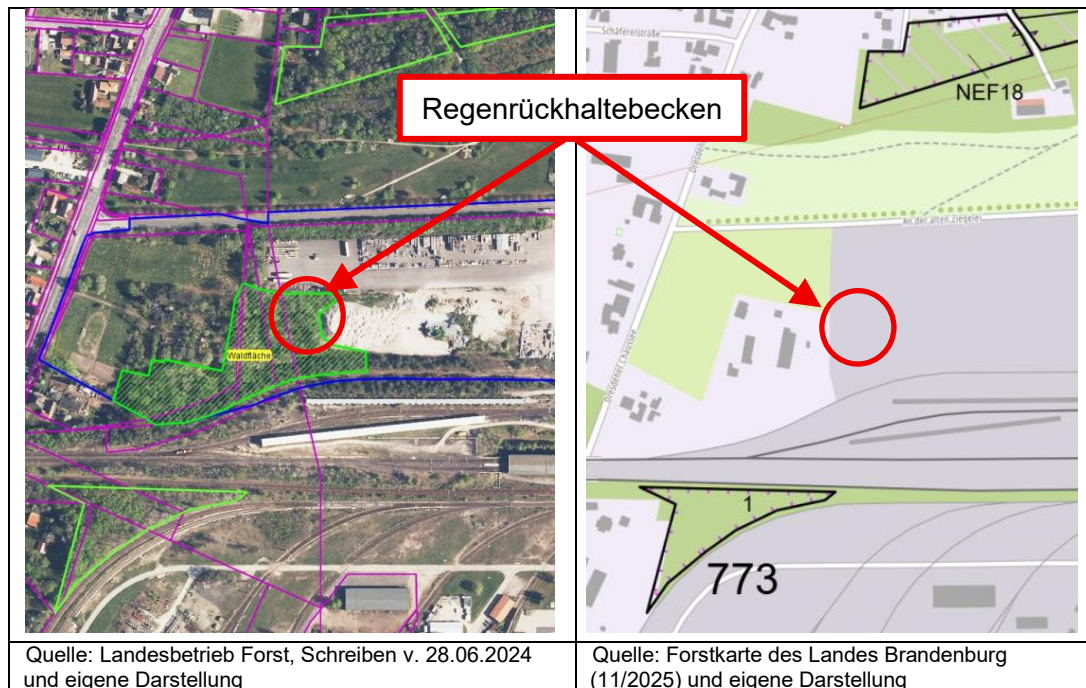 Regenrückhaltebecken
Waldfläche
Schäfereistraße
NEF18
Dresdener
An der alten Ziegelei
Dresdener Chaussee
1
773
Quelle: Landesbetrieb Forst, Schreiben v. 28.06.2024
und eigene Darstellung
Quelle: Forstkarte des Landes Brandenburg
(11/2025) und eigene Darstellung